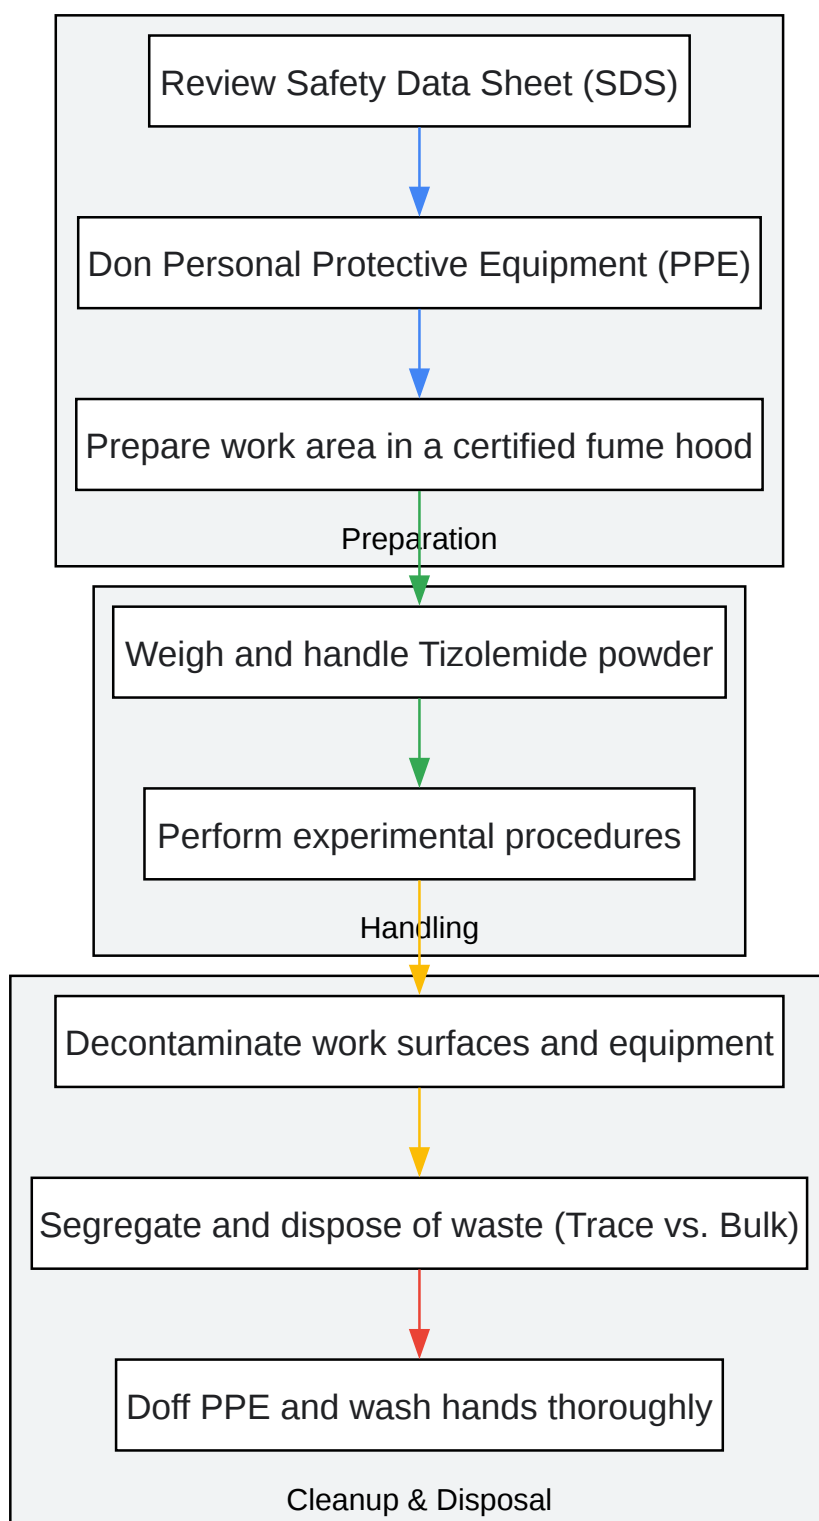 Review Safety Data Sheet (SDS)
Don Personal Protective Equipment (PPE)
Prepare work area in a certified fume hood
Preparation
Weigh and handle Tizolemide powder
Perform experimental procedures
Handling
Decontaminate work surfaces and equipment
Segregate and dispose of waste (Trace vs. Bulk)
Doff PPE and wash hands thoroughly
Cleanup & Disposal